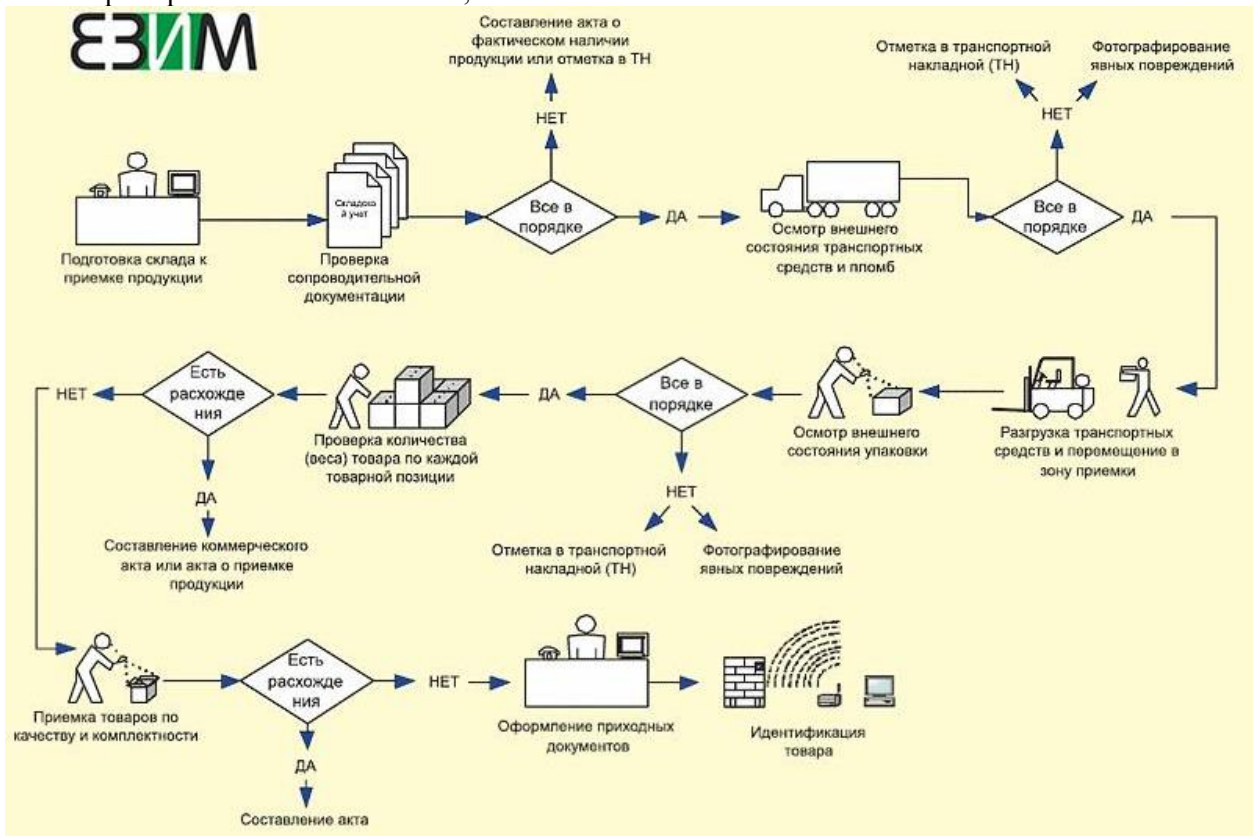 ЕЗИМ
Составление акта о
фактическом наличии
продукции или отметка в ТН
НЕТ
Отметка в транспортной
накладной (ТН)
Фотографирование
явных повреждений
НЕТ
Подготовка склада к
приемке продукции
Складско
й учет
Проверка
сопроводительной
документации
Все в
порядке
ДА
Осмотр внешнего
состояния транспортных
средств и пломб
Все в
порядке
ДА
НЕТ
Есть
расхожде
ния
Проверка количества
(веса) товара по каждой
товарной позиции
ДА
Все в
порядке
Осмотр внешнего
состояния упаковки
Разгрузка транспортных
средств и перемещение в
зону приемки
ДА
Составление коммерческого
акта или акта о приемке
продукции
НЕТ
Отметка в транспортной
накладной (ТН)
Фотографирование
явных повреждений
Приемка товаров по
качеству и комплектности
Есть
расхожде
ния
НЕТ
Оформление приходных
документов
Идентификация
товара
ДА
Составление акта